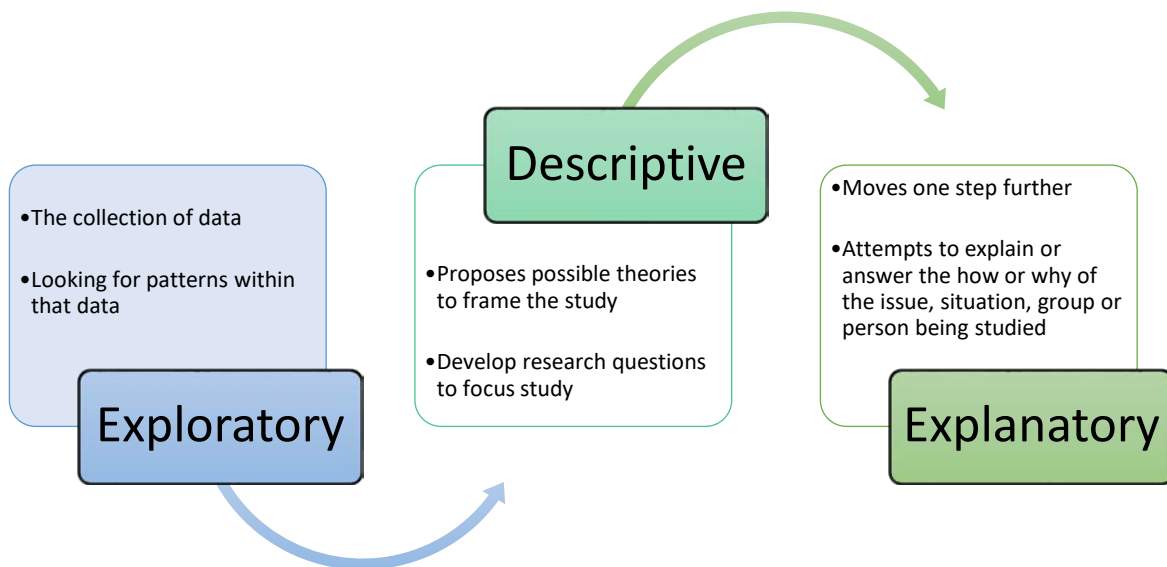 •The collection of data
•Looking for patterns within
that data
Exploratory
Descriptive
•Proposes possible theories
to frame the study
•Develop research questions
to focus study
•Moves one step further
•Attempts to explain or
answer the how or why of
the issue, situation, group or
person being studied
Explanatory